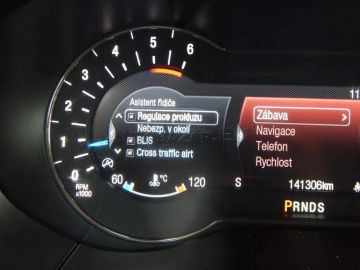 6
5
4
3
2
1
0
RPM
x1000
Asistent řidiče
Regulace prokluzu
Nebezp. v okolí
BLIS
Cross traffic alrt
60
120
Zábava
Navigace
Telefon
Rychlost
11
S
141306km
PRNDS